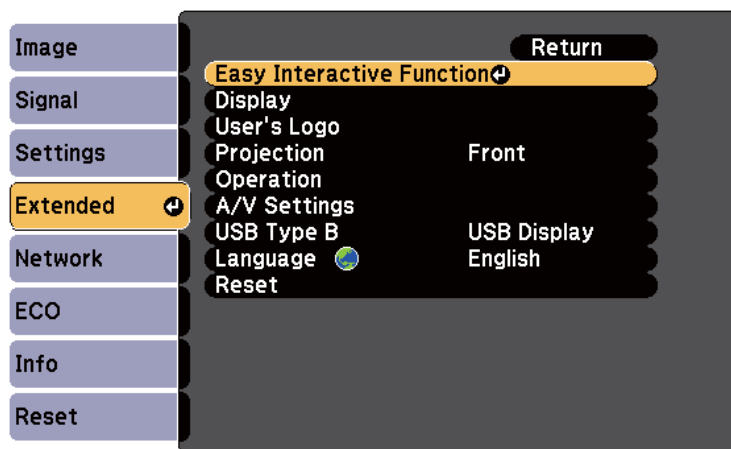 Image
Signal
Settings
Extended
Network
ECO
Info
Reset
Return
Easy Interactive Function
Display
User's Logo
Projection Front
Operation
A/V Settings
USB Type B USB Display
Language English
Reset